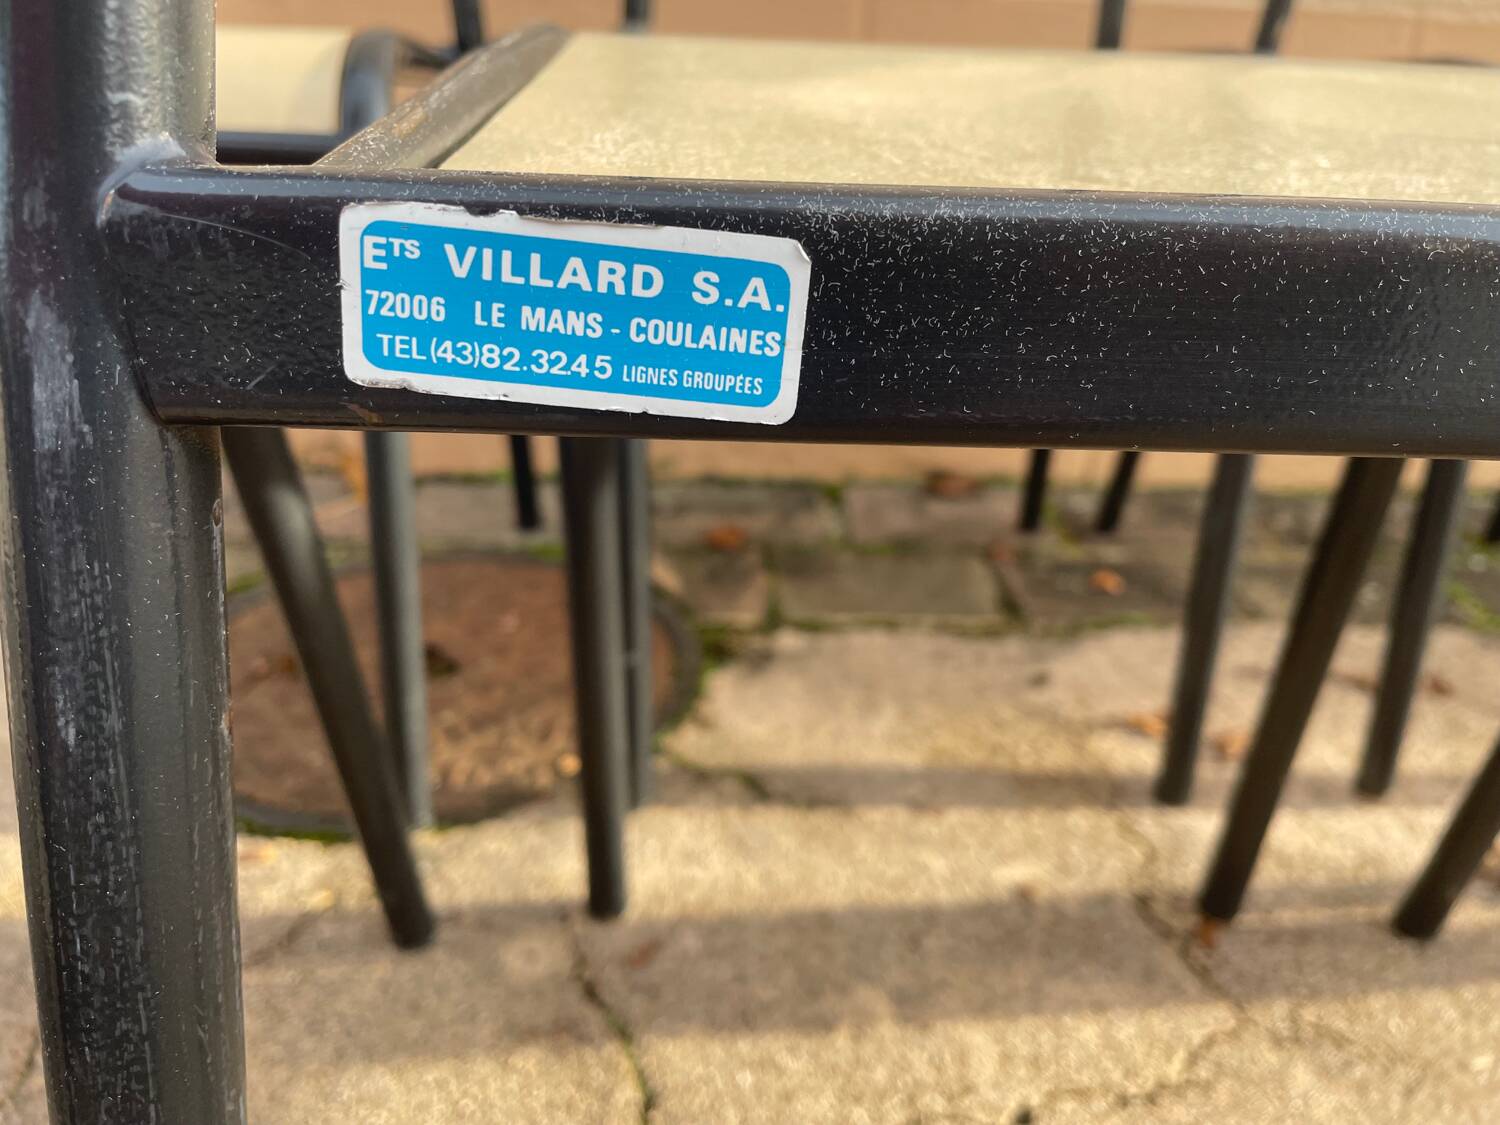 ETS VILLARD S.A.
72006 LE MANS - COULAINES
TEL (43)82.32.45 LIGNES GROUPÉES